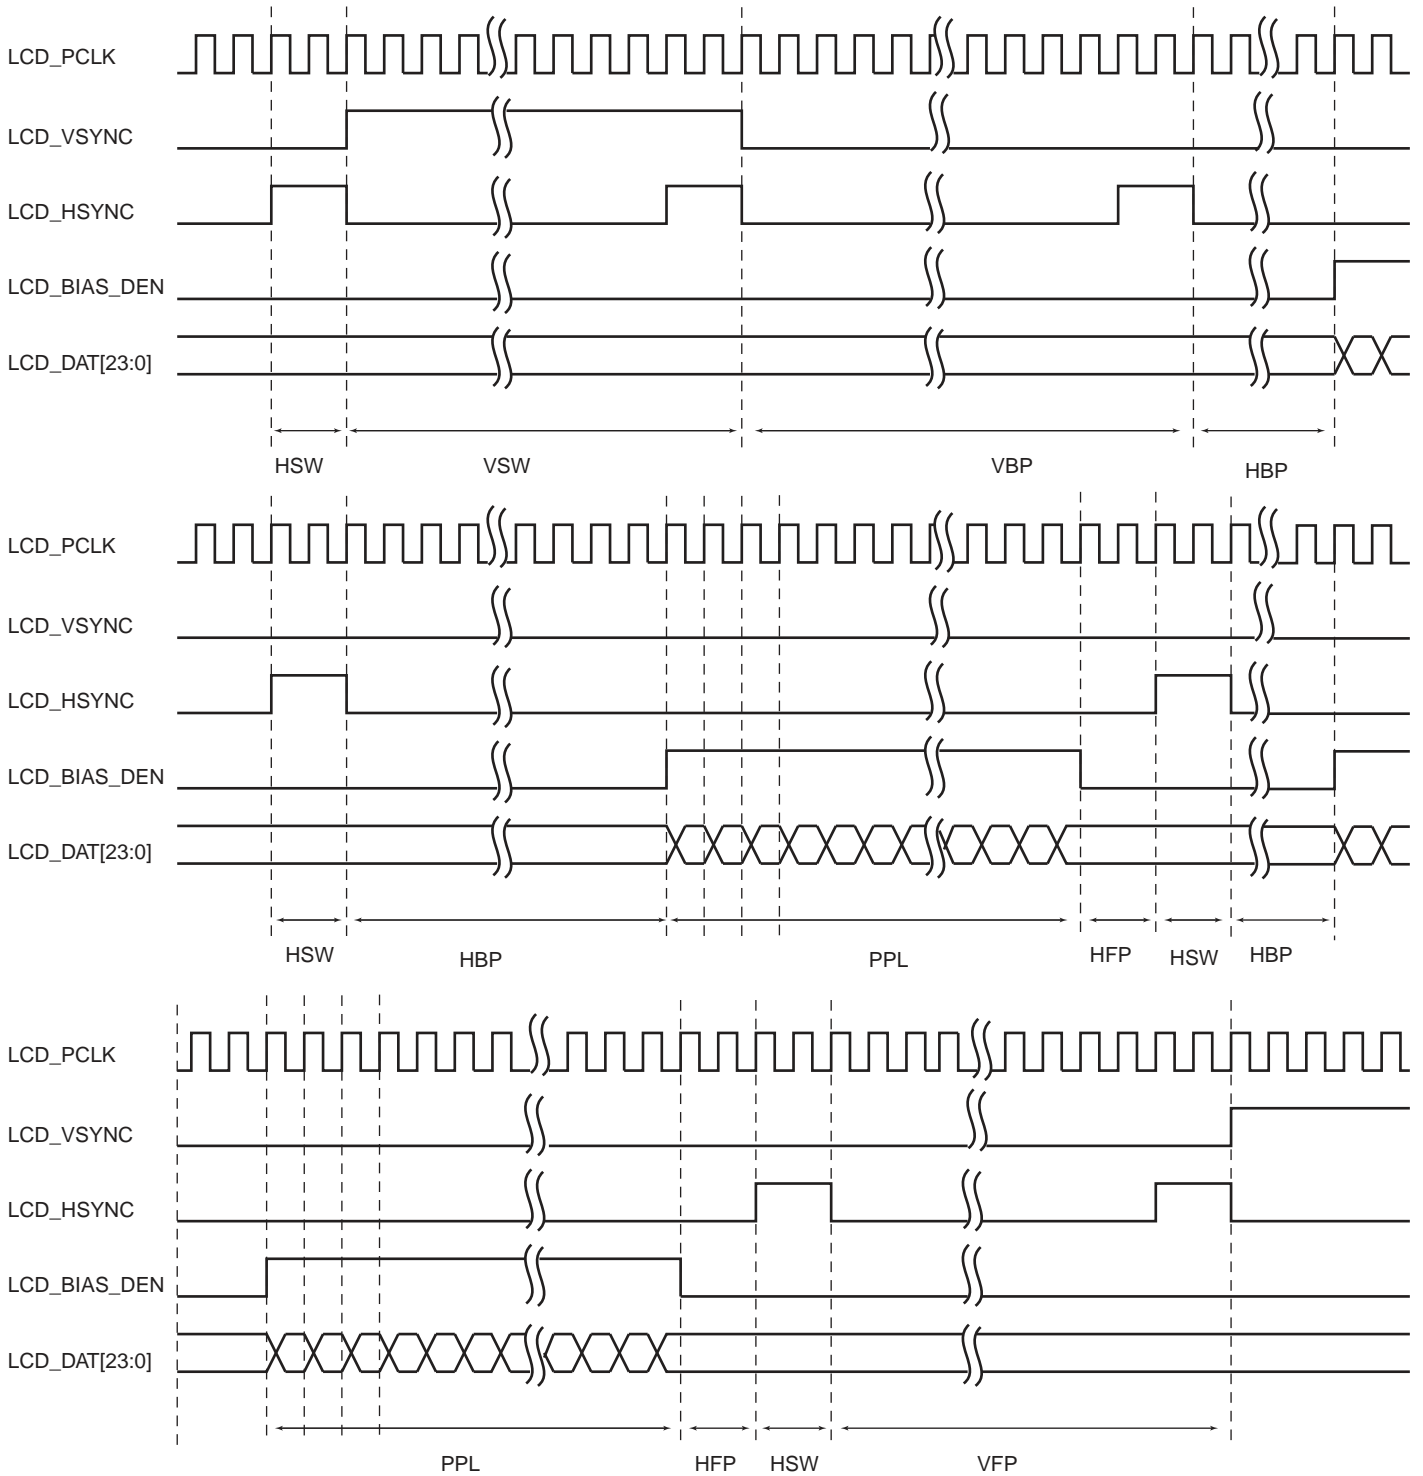 LCD_PCLK
LCD_VSYNC
LCD_HSYNC
LCD_BIAS_DEN
LCD_DAT[23:0]
HSW VSW VBP HBP
LCD_PCLK
LCD_VSYNC
LCD_HSYNC
LCD_BIAS_DEN
LCD_DAT[23:0]
HSW HBP PPL HFP HSW HBP
LCD_PCLK
LCD_VSYNC
LCD_HSYNC
LCD_BIAS_DEN
LCD_DAT[23:0]
PPL HFP HSW VFP